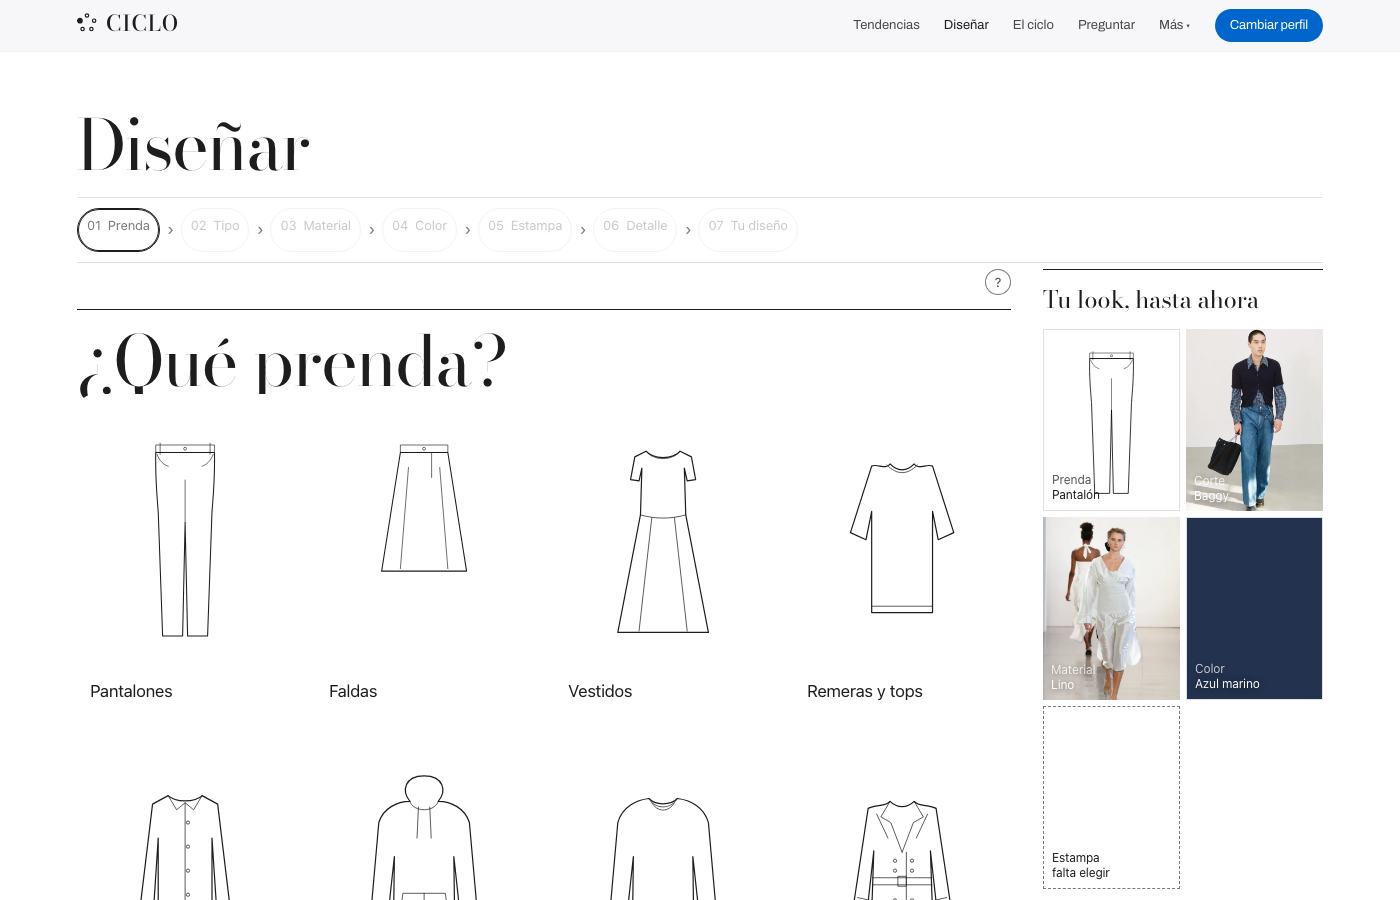 CICLO
Tendencias
Diseñar
El ciclo
Preguntar
Más
Cambiar perfil
Diseñar
01 Prenda
02 Tipo
03 Material
04 Color
05 Estampa
06 Detalle
07 Tu diseño
?
Tu look, hasta ahora
¿Qué prenda?
Prenda
Pantalón
Corte
Baggy
Material
Lino
Color
Azul marino
Estampa
falta elegir
Pantalones
Faldas
Vestidos
Remeras y tops